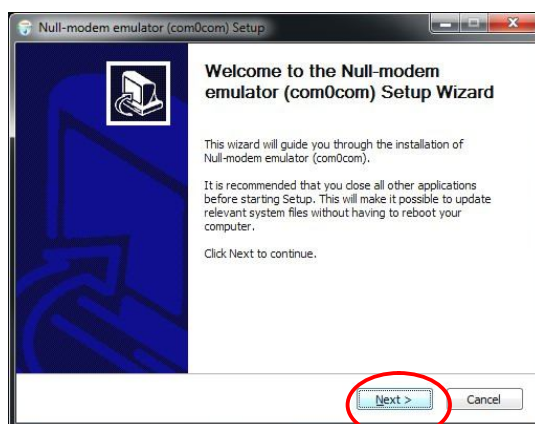 Null-modem emulator (com0com) Setup
Welcome to the Null-modem
emulator (com0com) Setup Wizard
This wizard will guide you through the installation of
Null-modem emulator (com0com).
It is recommended that you close all other applications
before starting Setup. This will make it possible to update
relevant system files without having to reboot your
computer.
Click Next to continue.
Next >
Cancel